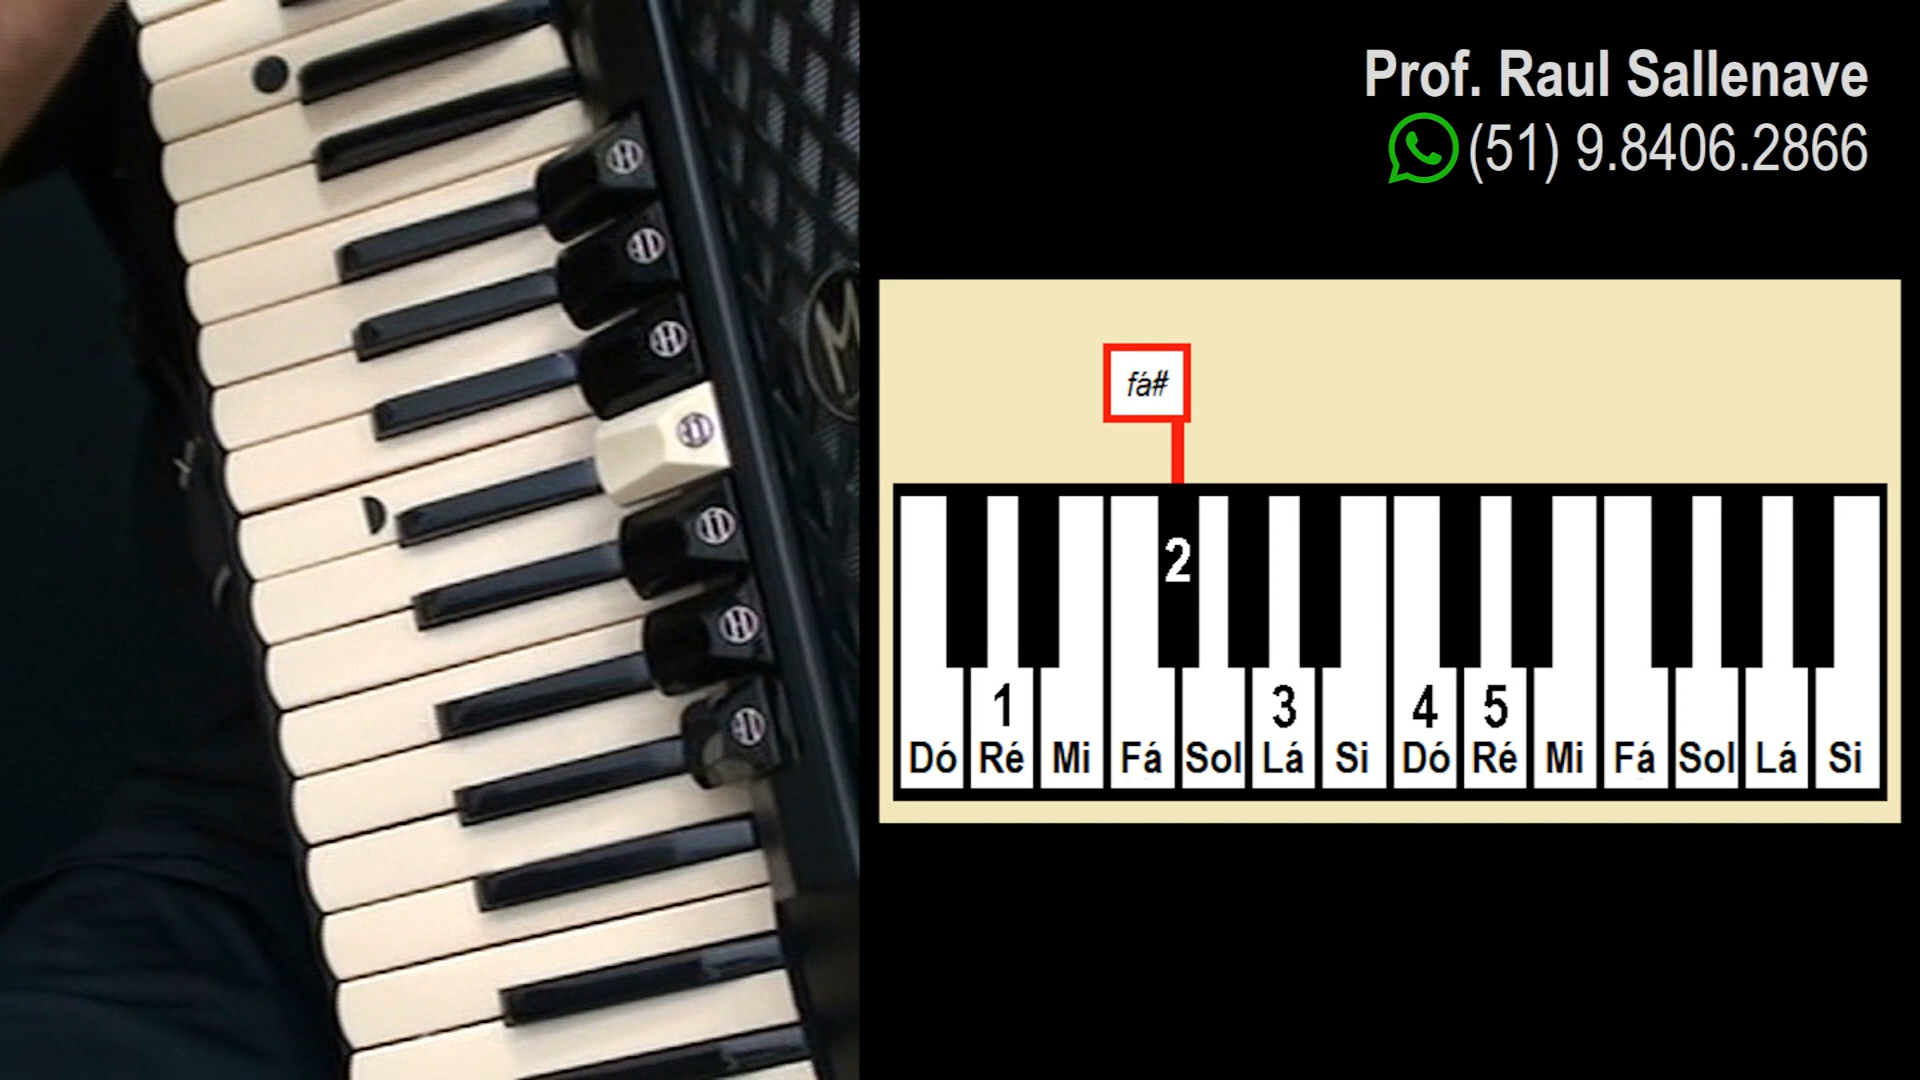 Prof. Raul Sallenave
(51) 9.8406.2866
fá#
2
1 3 4 5
Dó Ré Mi Fá Sol Lá Si Dó Ré Mi Fá Sol Lá Si
M